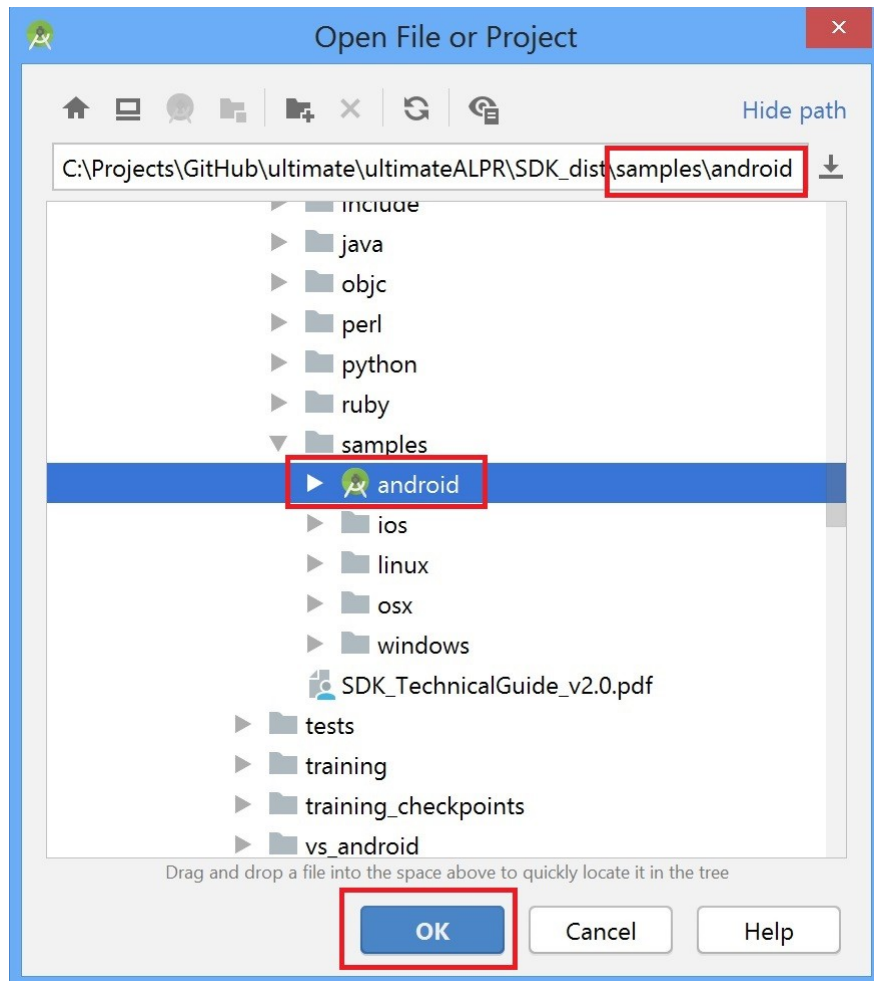 Open File or Project
Hide path
C:\Projects\GitHub\ultimate\ultimateALPR\SDK_dist\samples\android
include
java
objc
perl
python
ruby
samples
android
ios
linux
osx
windows
SDK_TechnicalGuide_v2.0.pdf
tests
training
training_checkpoints
vs_android
Drag and drop a file into the space above to quickly locate it in the tree
OK Cancel Help